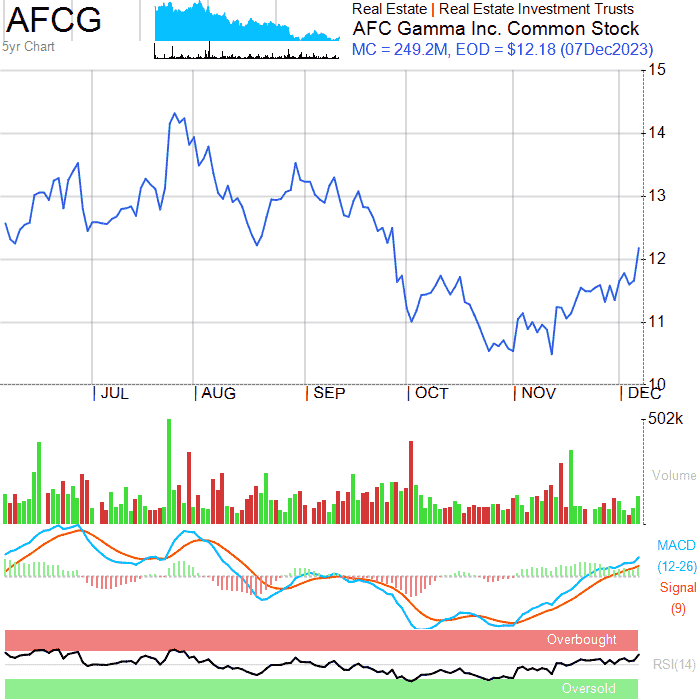 AFCG
5yr Chart
Real Estate | Real Estate Investment Trusts
AFC Gamma Inc. Common Stock
MC = 249.2M, EOD = $12.18 (07Dec2023)
15
14
13
12
11
10
JUL AUG SEP OCT NOV DEC
502k
Volume
MACD
(12-26)
Signal
(9)
Overbought
RSI(14)
Oversold